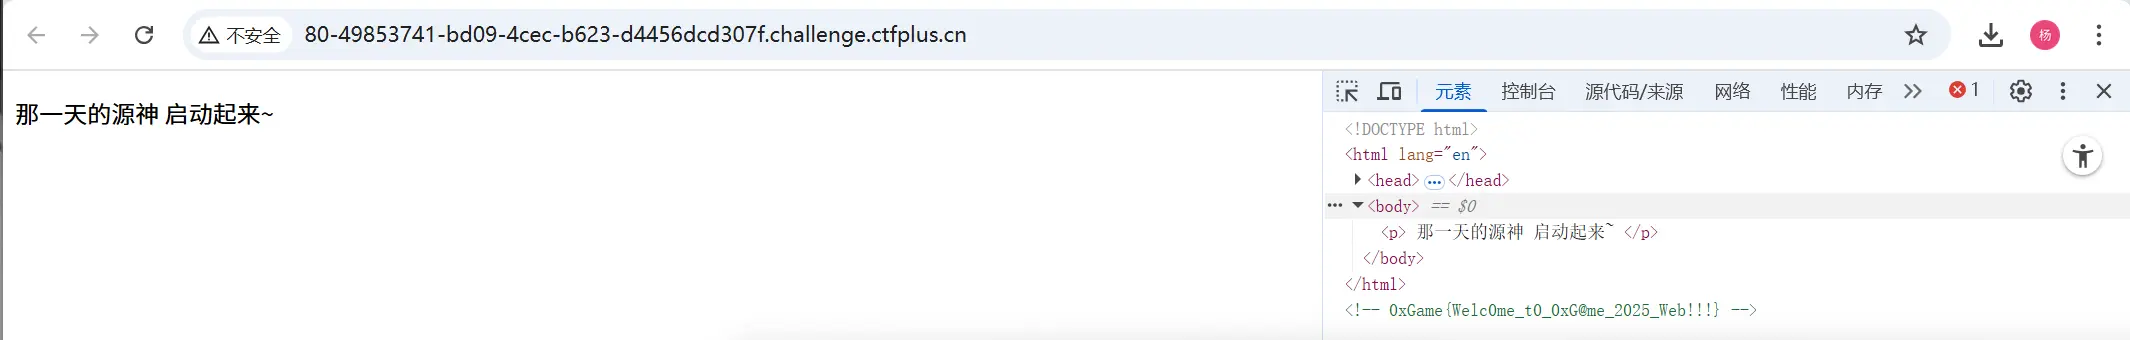 不安全 80-49853741-bd09-4cec-b623-d4456dcd307f.challenge.ctfplus.cn 杨
那一天的源神 启动起来~
元素 控制台 源代码/来源 网络 性能 内存 1
<!DOCTYPE html>
<html lang="en">
<head> ••• </head>
••• <body> == $0
<p> 那一天的源神 启动起来~ </p>
</body>
</html>
<!-- 0xGame{Welc0me_t0_0xG@me_2025_Web!!!} -->